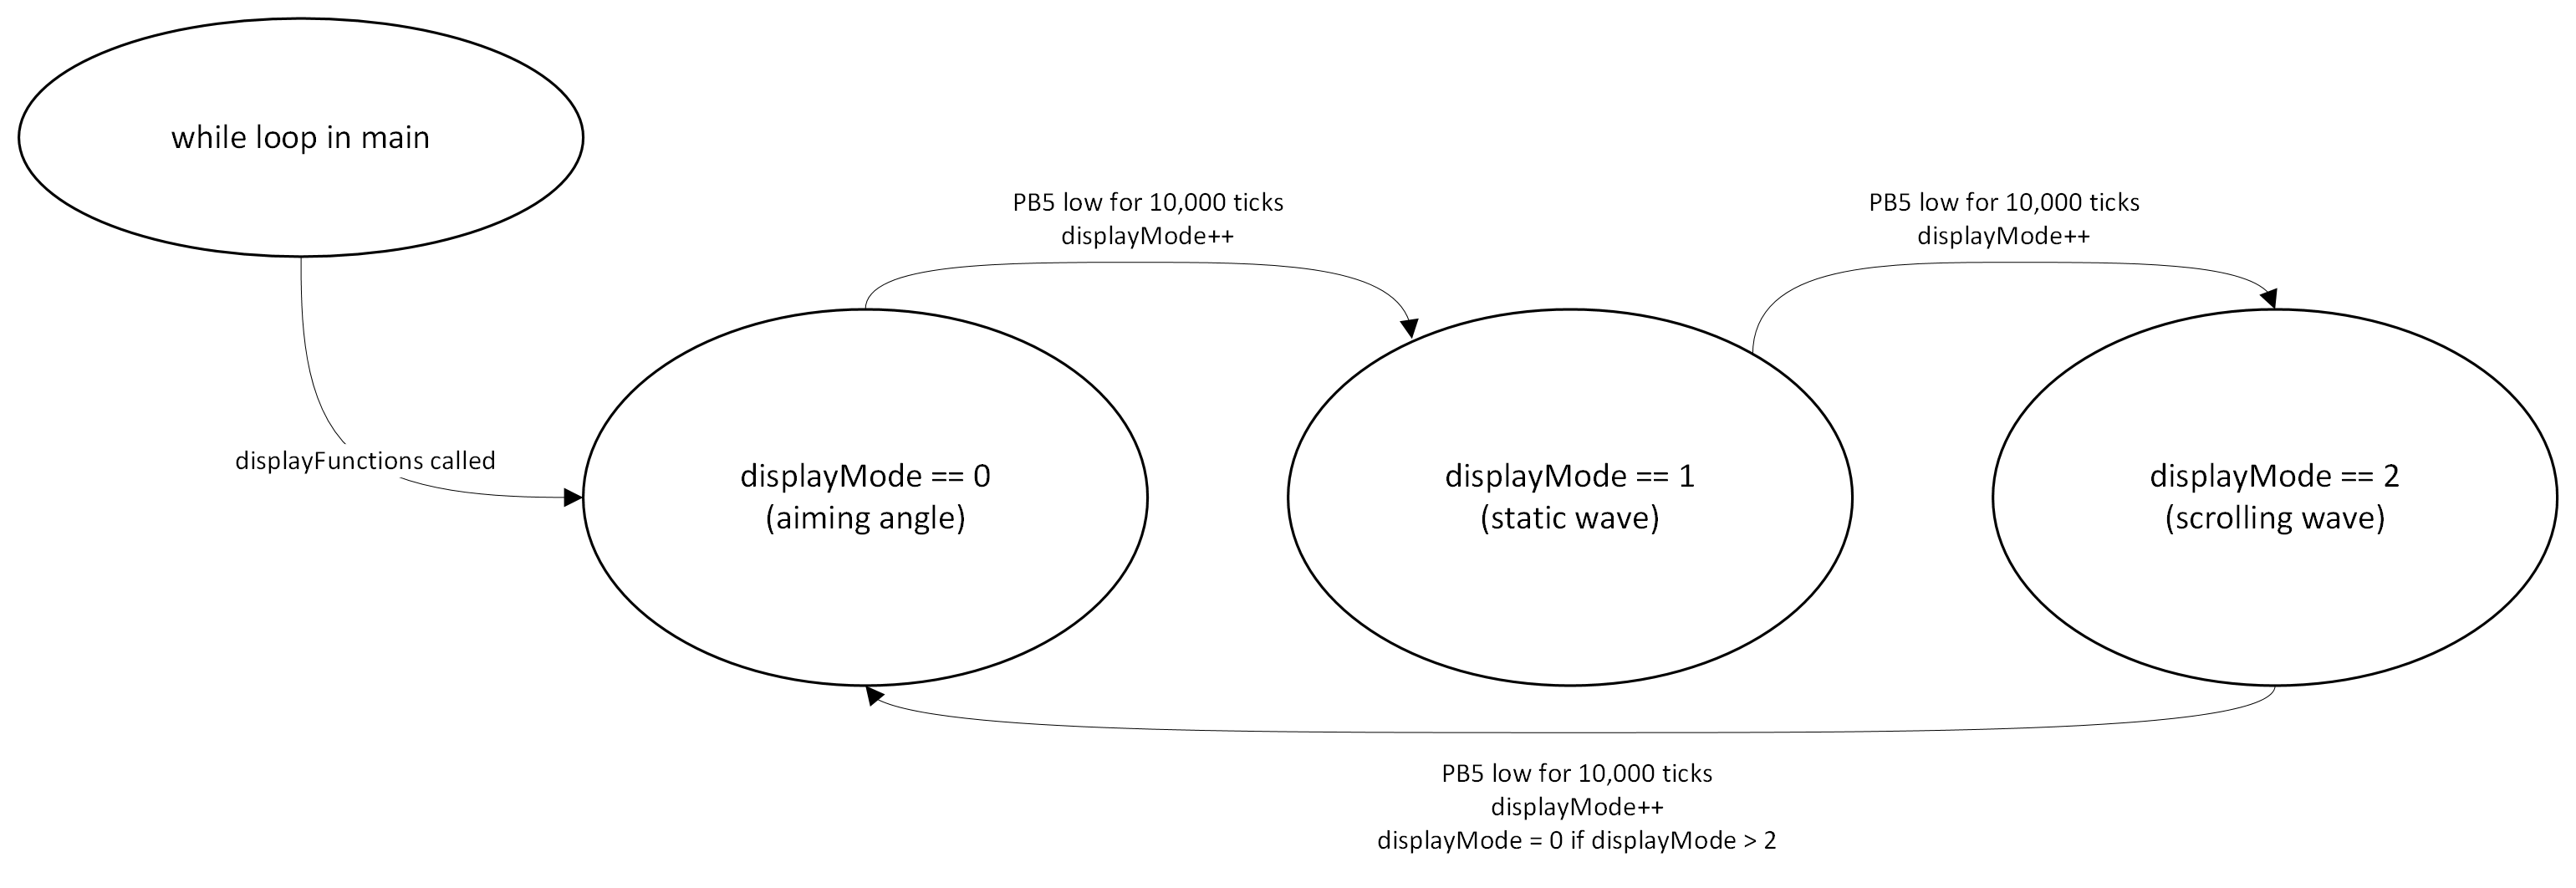 while loop in main
PB5 low for 10,000 ticks
displayMode++
PB5 low for 10,000 ticks
displayMode++
displayFunctions called
displayMode == 0
(aiming angle)
displayMode == 1
(static wave)
displayMode == 2
(scrolling wave)
PB5 low for 10,000 ticks
displayMode++
displayMode = 0 if displayMode > 2